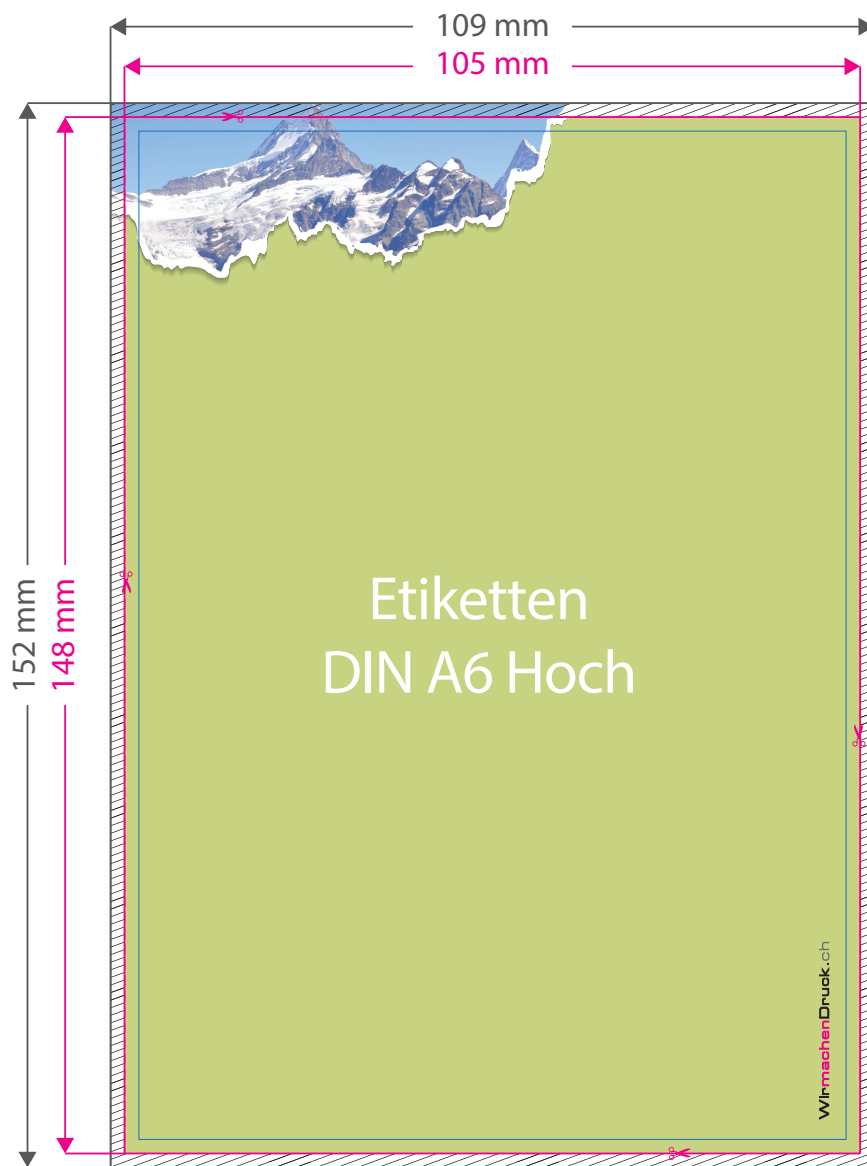 109 mm
105 mm
152 mm
148 mm
Etiketten
DIN A6 Hoch
WirmachenDruck.ch